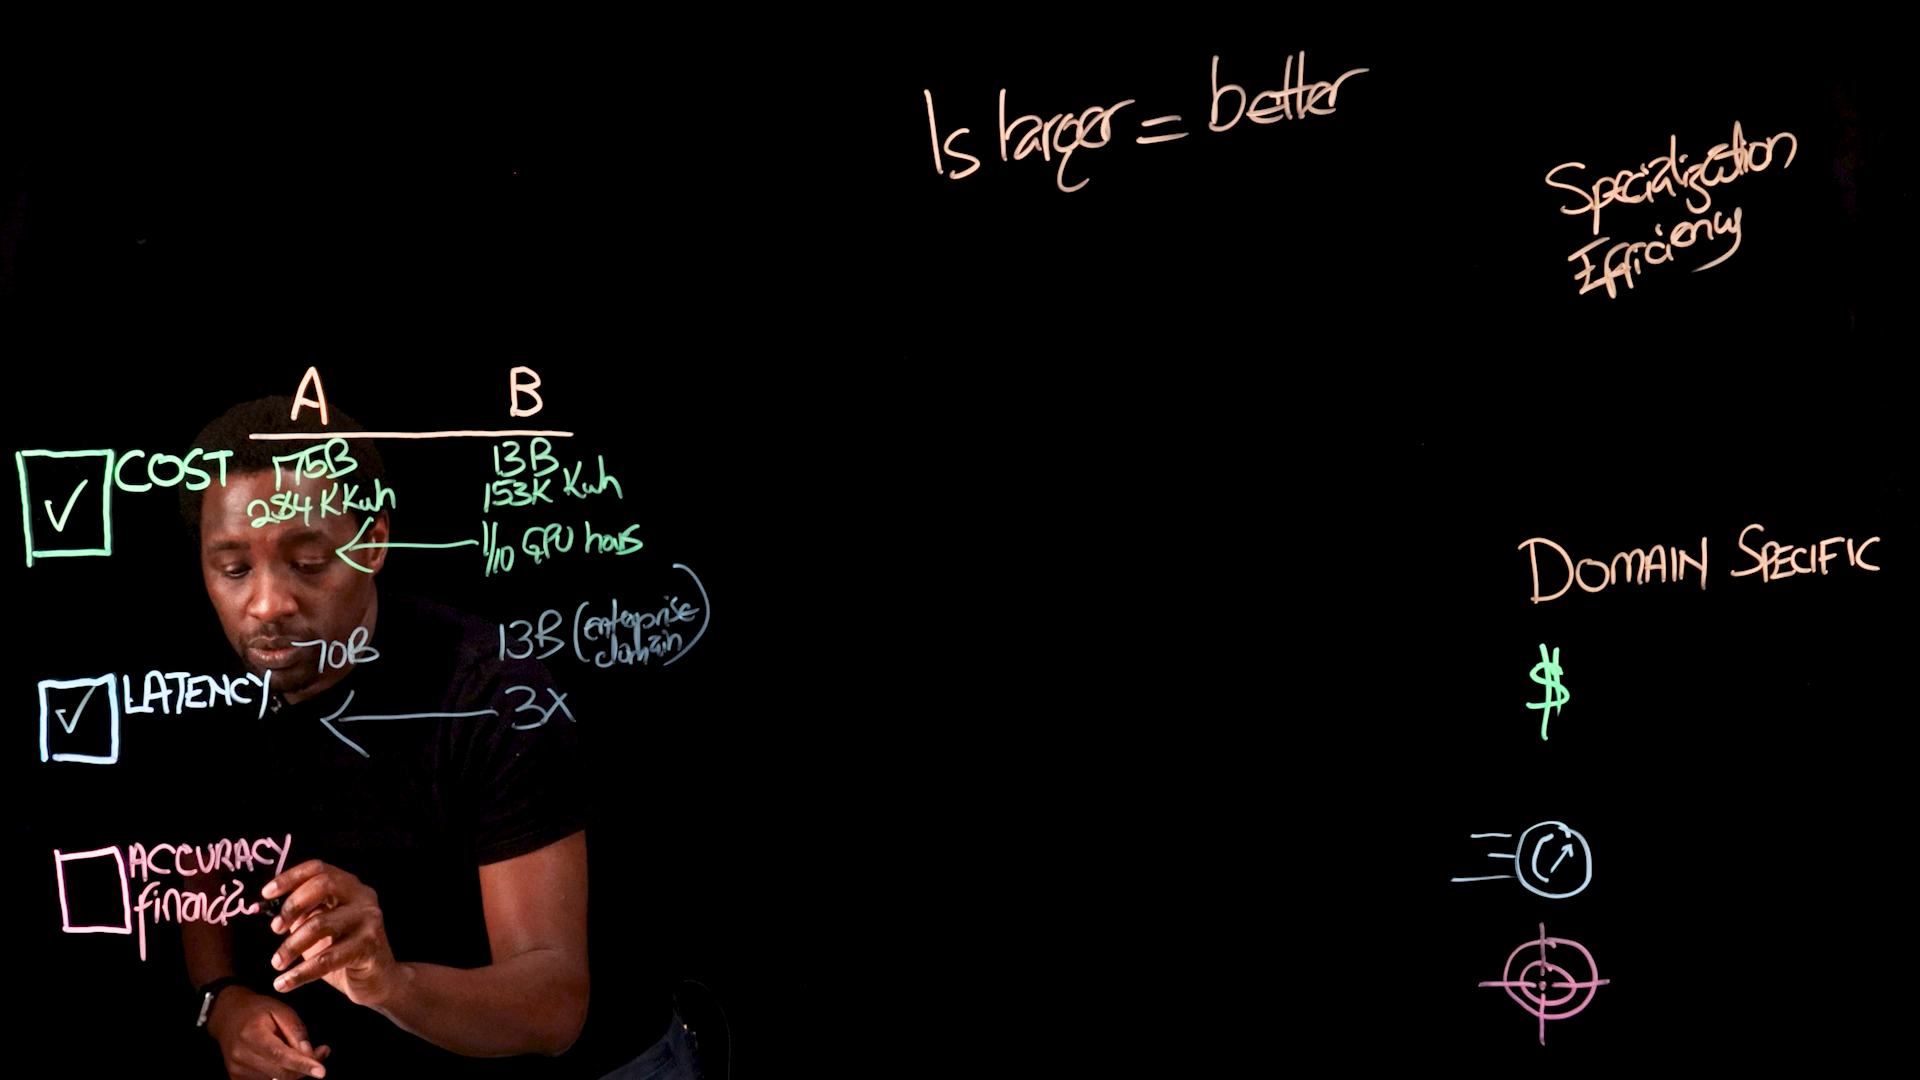 Is larger = better
Specialization
Efficiency
A B
COST 175B 13B
284K Kwh 153K Kwh
1/10 GPU hours
70B 13B (enterprise
domain)
LATENCY 3X
ACCURACY
financia
DOMAIN SPECIFIC
$